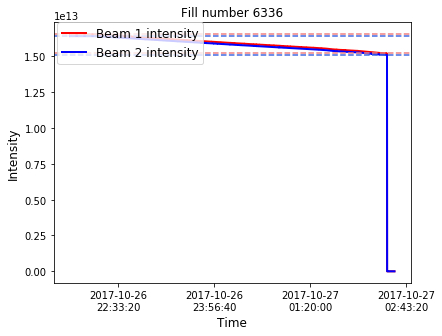 Fill number 6336
1e13
Beam 1 intensity
Beam 2 intensity
1.50
1.25
1.00
0.75
0.50
0.25
0.00
Intensity
2017-10-26
22:33:20
2017-10-26
23:56:40
2017-10-27
01:20:00
2017-10-27
02:43:20
Time